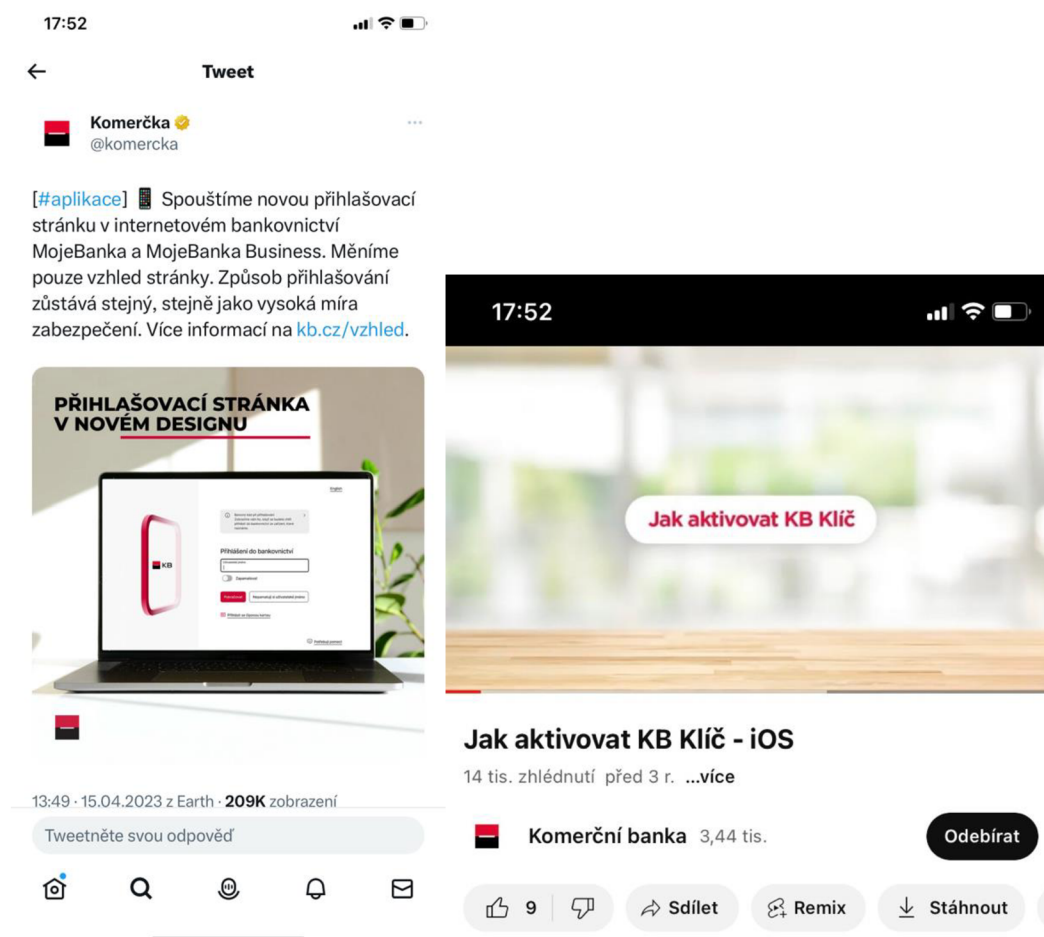 17:52
Tweet
Komerčka
@komercka
[#aplikace] 📱 Spouštíme novou přihlašovací
stránku v internetovém bankovnictví
MojeBanka a MojeBanka Business. Měníme
pouze vzhled stránky. Způsob přihlašování
zůstává stejný, stejně jako vysoká míra
zabezpečení. Více informací na kb.cz/vzhled.
PŘIHLAŠOVACÍ STRÁNKA
V NOVÉM DESIGNU
English
KB
Přihlášení do bankovnictví
Zapamatovat
Pokračovat
13:49 · 15.04.2023 z Earth · 209K zobrazení
Tweetněte svou odpověď
17:52
Jak aktivovat KB Klíč
Jak aktivovat KB Klíč - iOS
14 tis. zhlédnutí před 3 r. ...více
Komerční banka 3,44 tis.
Odebírat
9
Sdílet
Remix
Stáhnout